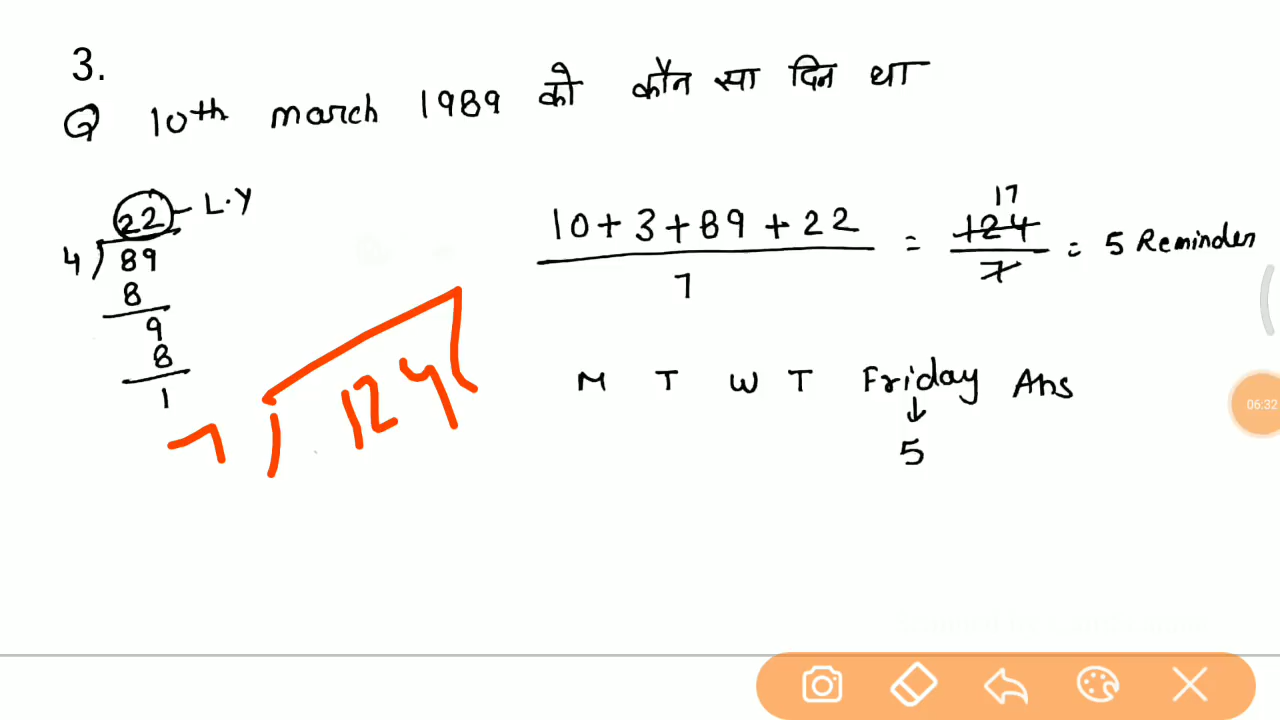 3.
Q 10th march 1989 को कौन सा दिन था
22 - L.Y
4) 89
8
9
8
1
10 + 3 + 89 + 22 = 124 17 = 5 Reminder
7 7
7) 124
M T W T Friday Ans
5
06:32